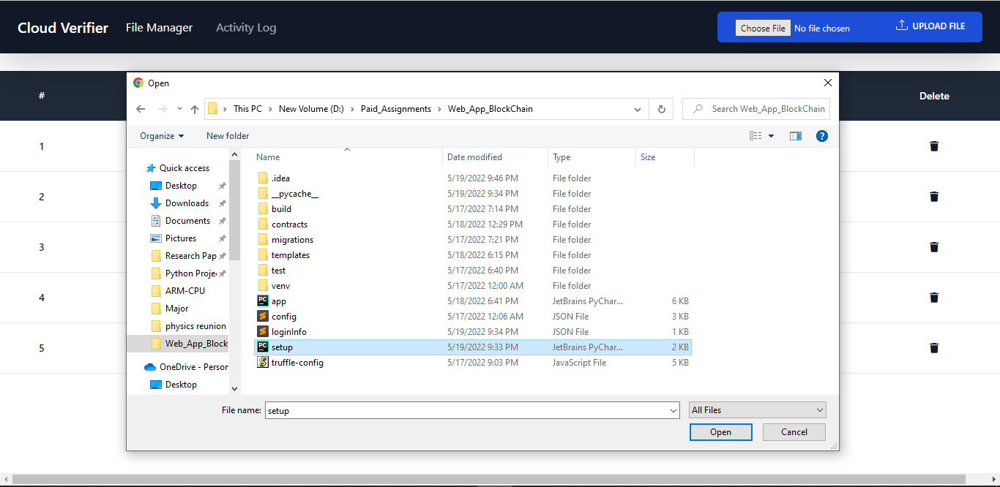 Cloud Verifier File Manager Activity Log Choose File No file chosen UPLOAD FILE
Open
# Delete
This PC New Volume (D:) Paid_Assignments Web_App_BlockChain Search Web_App_BlockChain
Organize New folder ?
Name Date modified Type Size
1
2
3
4
5
Quick access
Desktop
Downloads
Documents
Pictures
Research Pap
Python Proje
ARM-CPU
Major
physics reunion
Web_App_Block
OneDrive - Person
Desktop
.idea 5/19/2022 9:46 PM File folder
__pycache__ 5/19/2022 9:34 PM File folder
build 5/17/2022 7:14 PM File folder
contracts 5/18/2022 12:29 PM File folder
migrations 5/17/2022 7:21 PM File folder
templates 5/18/2022 6:15 PM File folder
test 5/17/2022 6:40 PM File folder
venv 5/17/2022 12:00 AM File folder
PC app 5/18/2022 6:41 PM JetBrains PyChar... 6 KB
config 5/17/2022 12:06 AM JSON File 3 KB
loginInfo 5/19/2022 9:34 PM JSON File 1 KB
PC setup 5/19/2022 9:33 PM JetBrains PyChar... 2 KB
truffle-config 5/17/2022 9:03 PM JavaScript File 5 KB
File name: setup All Files
Open Cancel